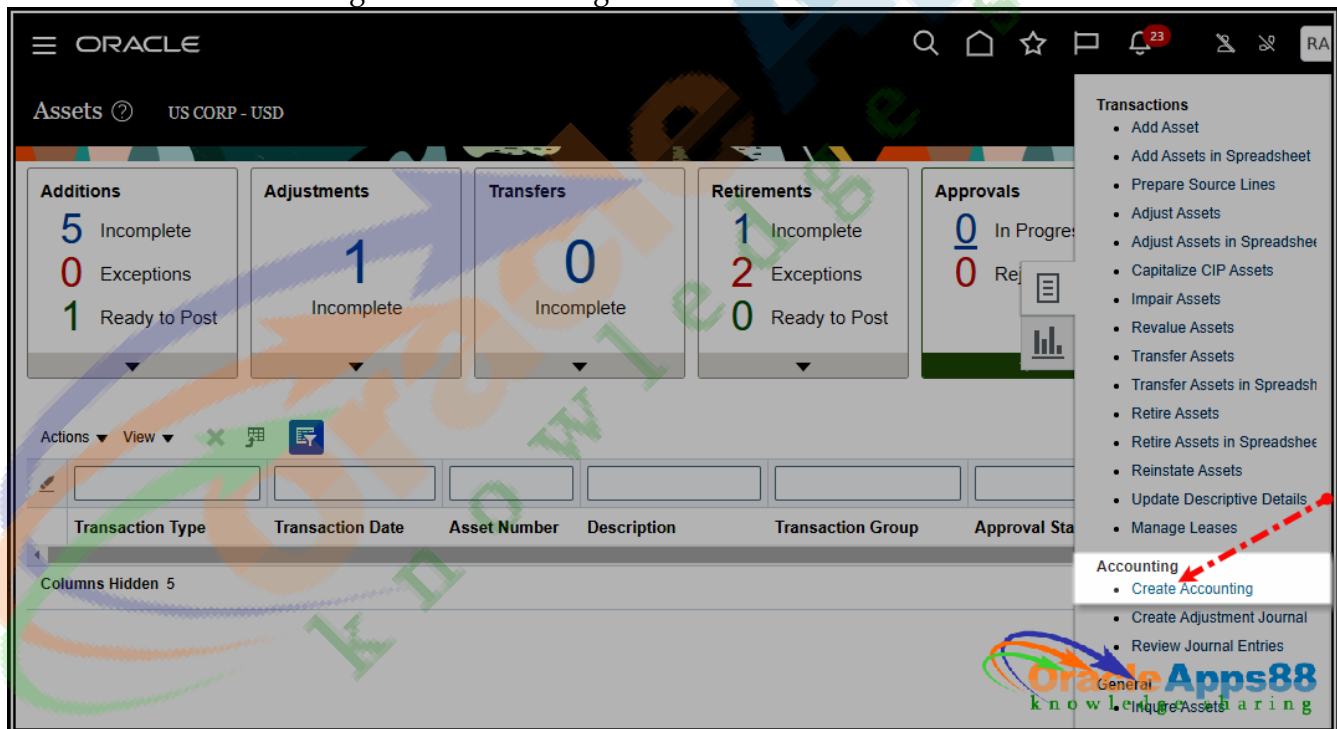 ORACLE
23
RA
Assets ? US CORP - USD
Additions
5 Incomplete
0 Exceptions
1 Ready to Post
Adjustments
1
Incomplete
Transfers
0
Incomplete
Retirements
1 Incomplete
2 Exceptions
0 Ready to Post
Approvals
0 In Progres
0 Rej
Actions View
Transaction Type Transaction Date Asset Number Description Transaction Group Approval Sta
Columns Hidden 5
Transactions
Add Asset
Add Assets in Spreadsheet
Prepare Source Lines
Adjust Assets
Adjust Assets in Spreadshee
Capitalize CIP Assets
Impair Assets
Revalue Assets
Transfer Assets
Transfer Assets in Spreadsh
Retire Assets
Retire Assets in Spreadshee
Reinstate Assets
Update Descriptive Details
Manage Leases
Accounting
Create Accounting
Create Adjustment Journal
Review Journal Entries
General
Inquire Assets
OracleApps88
knowledge sharing